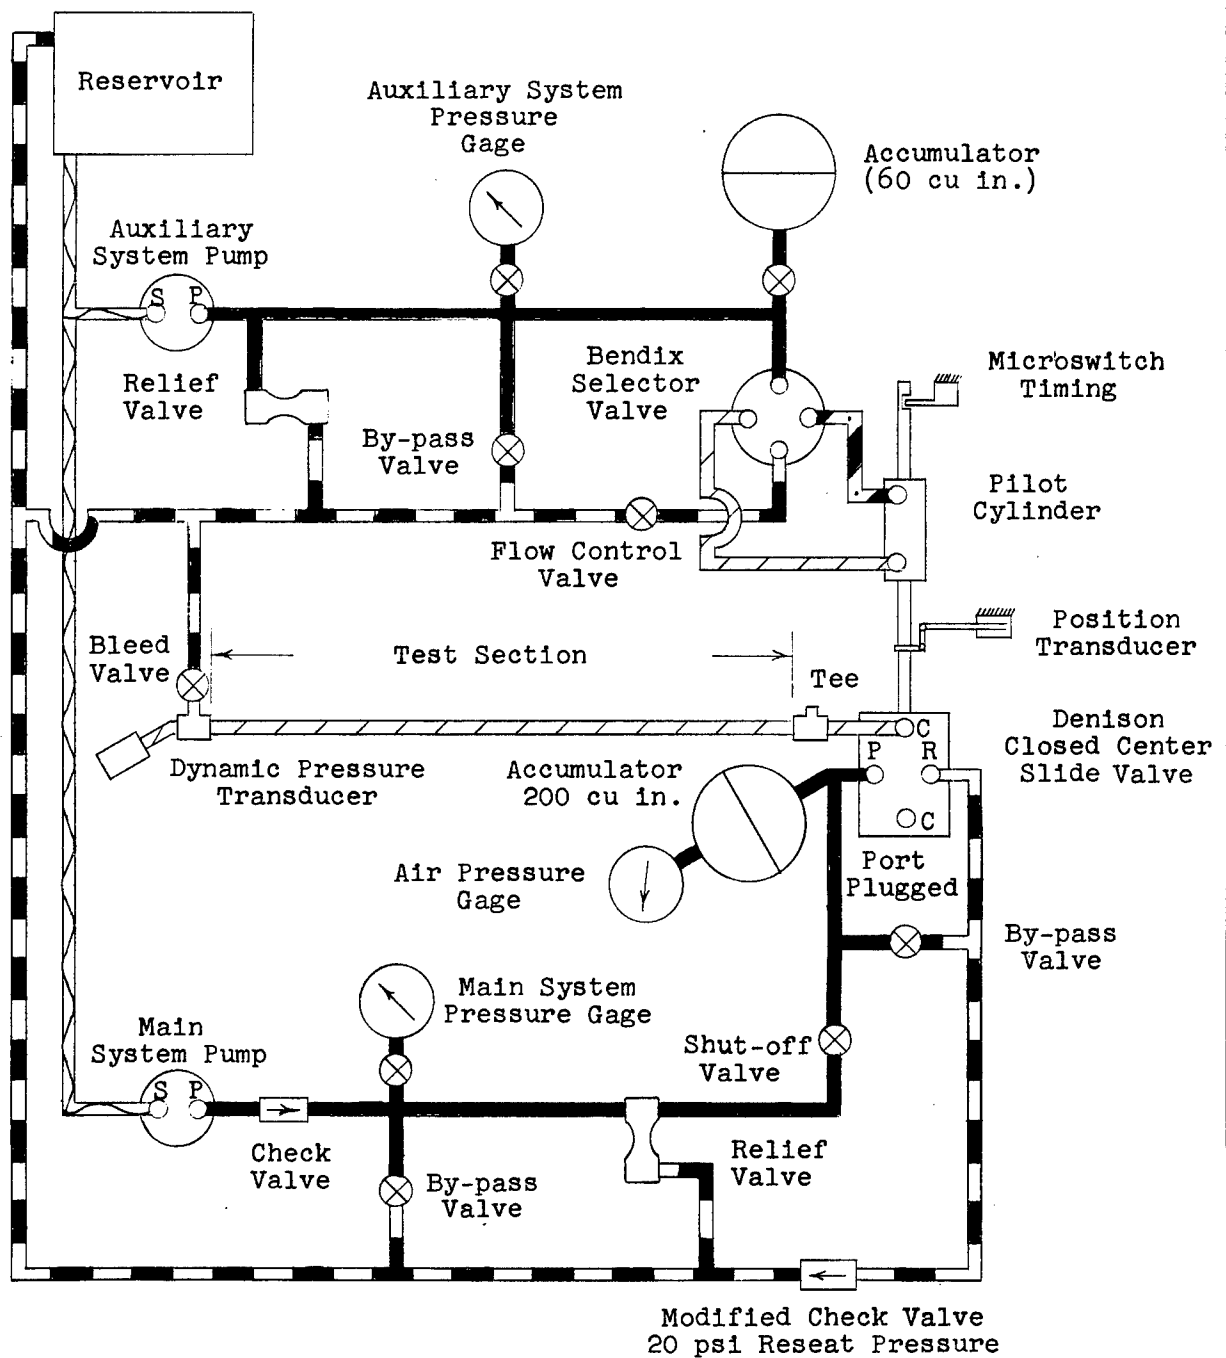 Reservoir
Auxiliary System
Pressure
Gage
Accumulator
(60 cu in.)
Auxiliary
System Pump
S P
Relief
Valve
By-pass
Valve
Bendix
Selector
Valve
Microswitch
Timing
Pilot
Cylinder
Flow Control
Valve
Bleed
Valve
Test Section
Tee
Position
Transducer
Dynamic Pressure
Transducer
Accumulator
200 cu in.
C
P R
C
Denison
Closed Center
Slide Valve
Air Pressure
Gage
Port
Plugged
By-pass
Valve
Main System
Pressure Gage
Main
System Pump
S P
Shut-off
Valve
Check
Valve
By-pass
Valve
Relief
Valve
Modified Check Valve
20 psi Reseat Pressure